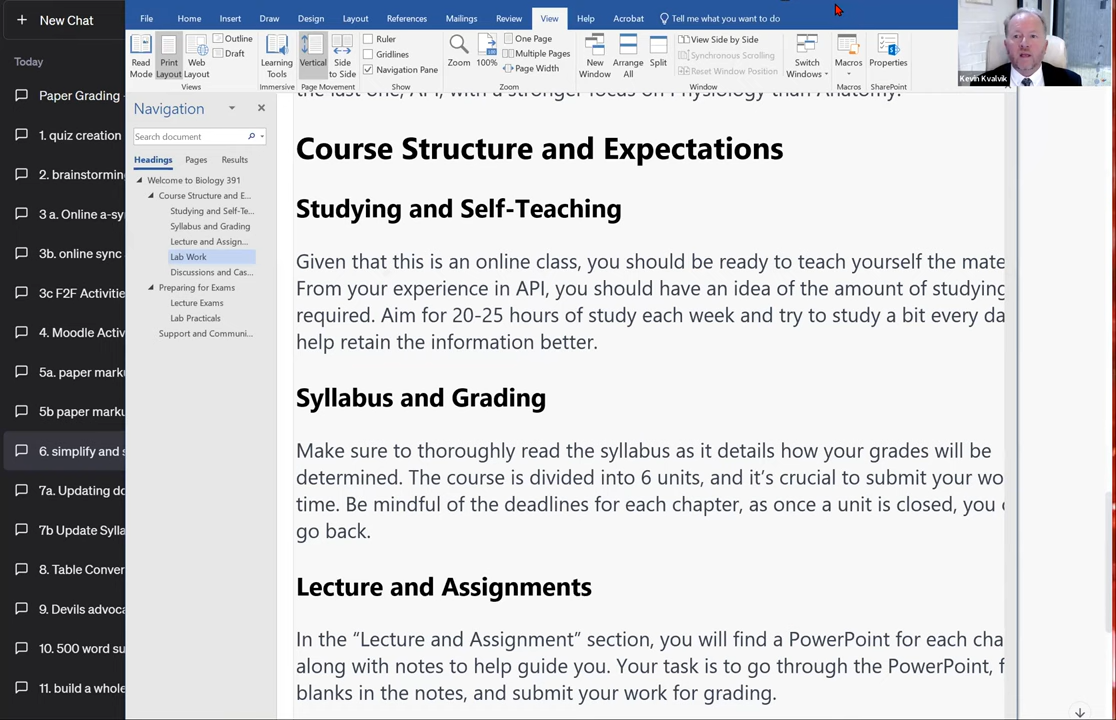 New Chat
Today
Paper Grading
1. quiz creation
2. brainstorming
3 a. Online a-sy
3b. online sync
3c F2F Activitie
4. Moodle Activ
5a. paper marku
5b paper marku
6. simplify and s
7a. Updating do
7b Update Sylla
8. Table Conver
9. Devils advoca
10. 500 word su
11. build a whole
File Home Insert Draw Design Layout References Mailings Review View Help Acrobat Tell me what you want to do
Read Mode
Print Layout
Web Layout
Outline
Draft
Views
Learning Tools
Immersive
Vertical
Side to Side
Page Movement
Ruler
Gridlines
Navigation Pane
Show
Zoom
100%
One Page
Multiple Pages
Page Width
Zoom
New Window
Arrange All
Split
View Side by Side
Synchronous Scrolling
Reset Window Position
Window
Switch Windows
Macros
Macros
Properties
SharePoint
Kevin Kvalvik
Navigation
Search document
Headings Pages Results
Welcome to Biology 391
Course Structure and E...
Studying and Self-Te...
Syllabus and Grading
Lecture and Assign...
Lab Work
Discussions and Cas...
Preparing for Exams
Lecture Exams
Lab Practicals
Support and Communi...
the last one, API, with a stronger focus on Physiology than Anatomy.
Course Structure and Expectations
Studying and Self-Teaching
Given that this is an online class, you should be ready to teach yourself the mate
From your experience in API, you should have an idea of the amount of studying
required. Aim for 20-25 hours of study each week and try to study a bit every da
help retain the information better.
Syllabus and Grading
Make sure to thoroughly read the syllabus as it details how your grades will be
determined. The course is divided into 6 units, and it's crucial to submit your wo
time. Be mindful of the deadlines for each chapter, as once a unit is closed, you c
go back.
Lecture and Assignments
In the “Lecture and Assignment” section, you will find a PowerPoint for each cha
along with notes to help guide you. Your task is to go through the PowerPoint, f
blanks in the notes, and submit your work for grading.